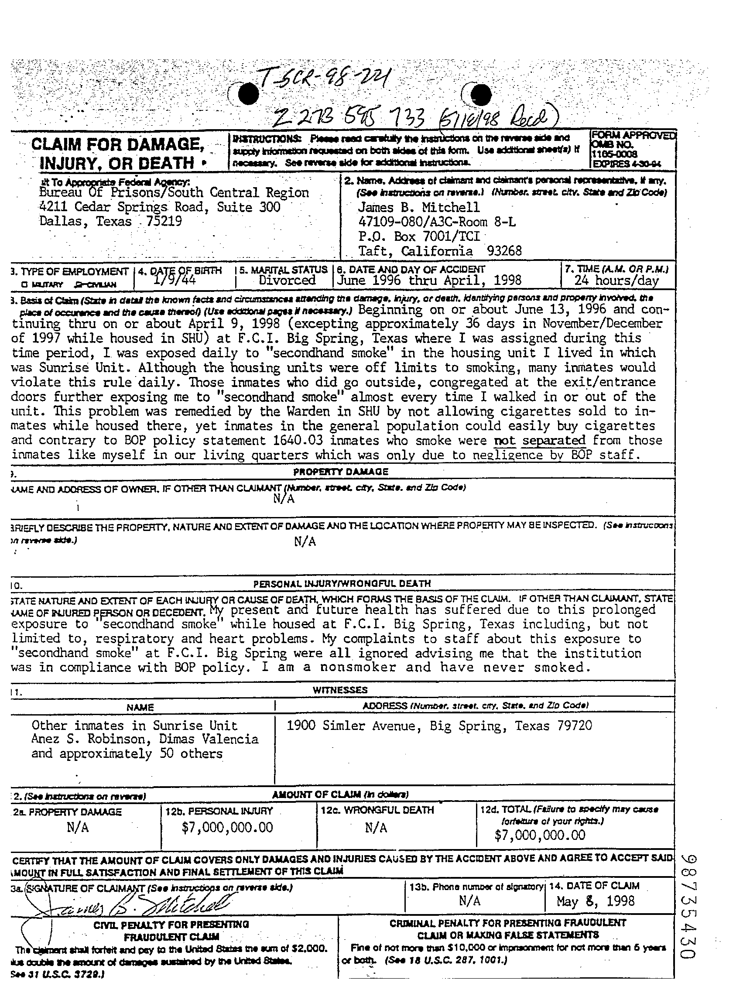 T-SCR-98-221
Z 273 595 733 (5/18/98 Recd)
CLAIM FOR DAMAGE,
INJURY, OR DEATH
INSTRUCTIONS: Please read carefully the instructions on the reverse side and
supply information requested on both sides of this form. Use additional sheet(s) if
necessary. See reverse side for additional instructions.
FORM APPROVED
OMB NO.
1105-0008
EXPIRES 4-30-94
it To Appropriate Federal Agency:
Bureau Of Prisons/South Central Region
4211 Cedar Springs Road, Suite 300
Dallas, Texas 75219
2. Name, Address of claimant and claimant's personal representative, if any.
(See instructions on reverse.) (Number, street, city, State and Zip Code)
James B. Mitchell
47109-080/A3C-Room 8-L
P.O. Box 7001/TCI
Taft, California 93268
3. TYPE OF EMPLOYMENT
MILITARY CIVILIAN
4. DATE OF BIRTH
1/9/44
5. MARITAL STATUS
Divorced
6. DATE AND DAY OF ACCIDENT
June 1996 thru April, 1998
7. TIME (A.M. OR P.M.)
24 hours/day
8. Basis of Claim (State in detail the known facts and circumstances attending the damage, injury, or death, identifying persons and property involved, the
place of occurence and the cause thereof) (Use additional pages if necessary.) Beginning on or about June 13, 1996 and con-
tinuing thru on or about April 9, 1998 (excepting approximately 36 days in November/December
of 1997 while housed in SHU) at F.C.I. Big Spring, Texas where I was assigned during this
time period, I was exposed daily to "secondhand smoke" in the housing unit I lived in which
was Sunrise Unit. Although the housing units were off limits to smoking, many inmates would
violate this rule daily. Those inmates who did go outside, congregated at the exit/entrance
doors further exposing me to "secondhand smoke" almost every time I walked in or out of the
unit. This problem was remedied by the Warden in SHU by not allowing cigarettes sold to in-
mates while housed there, yet inmates in the general population could easily buy cigarettes
and contrary to BOP policy statement 1640.03 inmates who smoke were not separated from those
inmates like myself in our living quarters which was only due to negligence by BOP staff.
9. PROPERTY DAMAGE
NAME AND ADDRESS OF OWNER, IF OTHER THAN CLAIMANT (Number, street, city, State, and Zip Code)
N/A
BRIEFLY DESCRIBE THE PROPERTY, NATURE AND EXTENT OF DAMAGE AND THE LOCATION WHERE PROPERTY MAY BE INSPECTED. (See instructions
on reverse side.)
N/A
10. PERSONAL INJURY/WRONGFUL DEATH
STATE NATURE AND EXTENT OF EACH INJURY OR CAUSE OF DEATH, WHICH FORMS THE BASIS OF THE CLAIM. IF OTHER THAN CLAIMANT, STATE
NAME OF INJURED PERSON OR DECEDENT. My present and future health has suffered due to this prolonged
exposure to "secondhand smoke" while housed at F.C.I. Big Spring, Texas including, but not
limited to, respiratory and heart problems. My complaints to staff about this exposure to
"secondhand smoke" at F.C.I. Big Spring were all ignored advising me that the institution
was in compliance with BOP policy. I am a nonsmoker and have never smoked.
11. WITNESSES
NAME
ADDRESS (Number, street, city, State, and Zip Code)
Other inmates in Sunrise Unit
Anez S. Robinson, Dimas Valencia
and approximately 50 others
1900 Simler Avenue, Big Spring, Texas 79720
2. (See instructions on reverse) AMOUNT OF CLAIM (in dollars)
2a. PROPERTY DAMAGE
N/A
12b. PERSONAL INJURY
$7,000,000.00
12c. WRONGFUL DEATH
N/A
12d. TOTAL (Failure to specify may cause
forfeiture of your rights.)
$7,000,000.00
CERTIFY THAT THE AMOUNT OF CLAIM COVERS ONLY DAMAGES AND INJURIES CAUSED BY THE ACCIDENT ABOVE AND AGREE TO ACCEPT SAID
AMOUNT IN FULL SATISFACTION AND FINAL SETTLEMENT OF THIS CLAIM
3a. SIGNATURE OF CLAIMANT (See instructions on reverse side.)
James B. Mitchell
13b. Phone number of signatory
N/A
14. DATE OF CLAIM
May 8, 1998
CIVIL PENALTY FOR PRESENTING
FRAUDULENT CLAIM
The claimant shall forfeit and pay to the United States the sum of $2,000.
plus double the amount of damages sustained by the United States.
See 31 U.S.C. 3729.)
CRIMINAL PENALTY FOR PRESENTING FRAUDULENT
CLAIM OR MAKING FALSE STATEMENTS
Fine of not more than $10,000 or imprisonment for not more than 5 years
or both. (See 18 U.S.C. 287, 1001.)
98735430